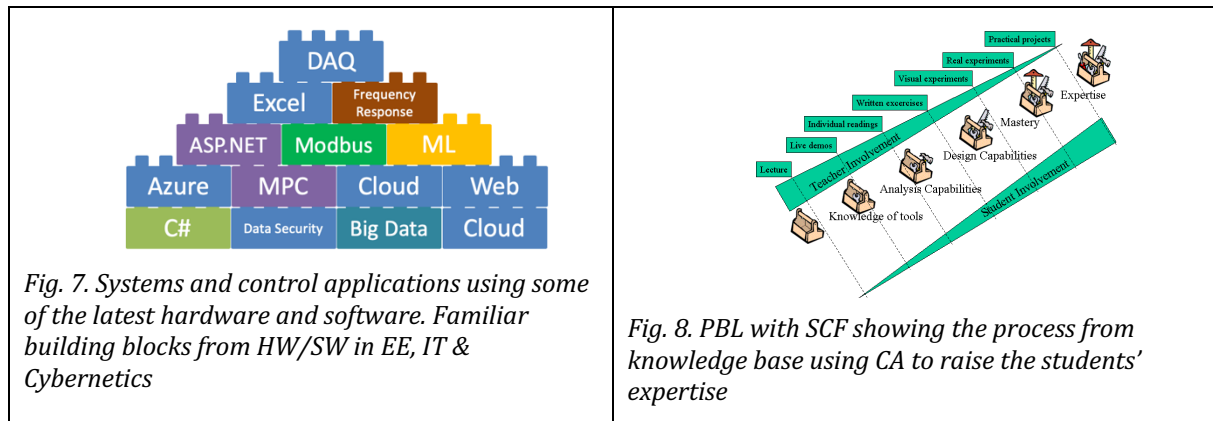 DAQ
Excel
Frequency
Response
ASP.NET
Modbus
ML
Azure
MPC
Cloud
Web
C#
Data Security
Big Data
Cloud
Fig. 7. Systems and control applications using some
of the latest hardware and software. Familiar
building blocks from HW/SW in EE, IT &
Cybernetics
Practical projects
Real experiments
Visual experiments
Written excercises
Individual readings
Live demos
Lecture
Teacher Involvement
Expertise
Mastery
Design Capabilities
Analysis Capabilities
Knowledge of tools
Student Involvement
Fig. 8. PBL with SCF showing the process from
knowledge base using CA to raise the students'
expertise